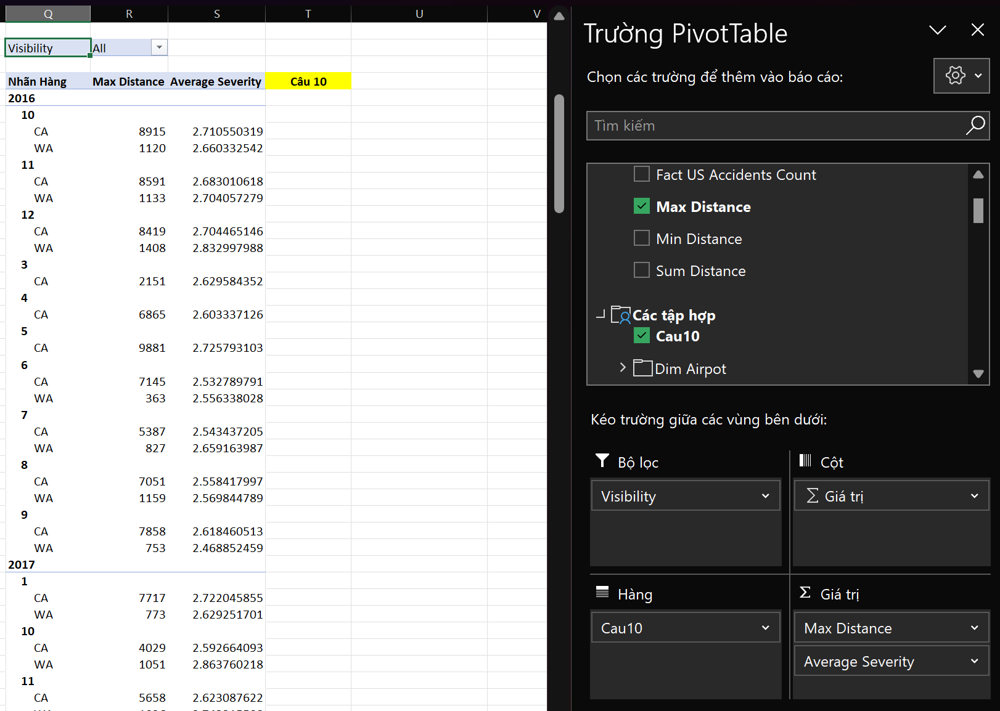 Q R S T U V
Visibility All
Nhãn Hàng Max Distance Average Severity Câu 10
2016
10
CA 8915 2.710550319
WA 1120 2.660332542
11
CA 8591 2.683010618
WA 1133 2.704057279
12
CA 8419 2.704465146
WA 1408 2.832997988
3
CA 2151 2.629584352
4
CA 6865 2.603337126
5
CA 9881 2.725793103
6
CA 7145 2.532789791
WA 363 2.556338028
7
CA 5387 2.543437205
WA 827 2.659163987
8
CA 7051 2.558417997
WA 1159 2.569844789
9
CA 7858 2.618460513
WA 753 2.468852459
2017
1
CA 7717 2.722045855
WA 773 2.629251701
10
CA 4029 2.592664093
WA 1051 2.863760218
11
CA 5658 2.623087622
Trường PivotTable
Chọn các trường để thêm vào báo cáo:
Tìm kiếm
Fact US Accidents Count
Max Distance
Min Distance
Sum Distance
Các tập hợp
Cau10
Dim Airpot
Kéo trường giữa các vùng bên dưới:
Bộ lọc
Visibility
Cột
Σ Giá trị
Hàng
Cau10
Σ Giá trị
Max Distance
Average Severity